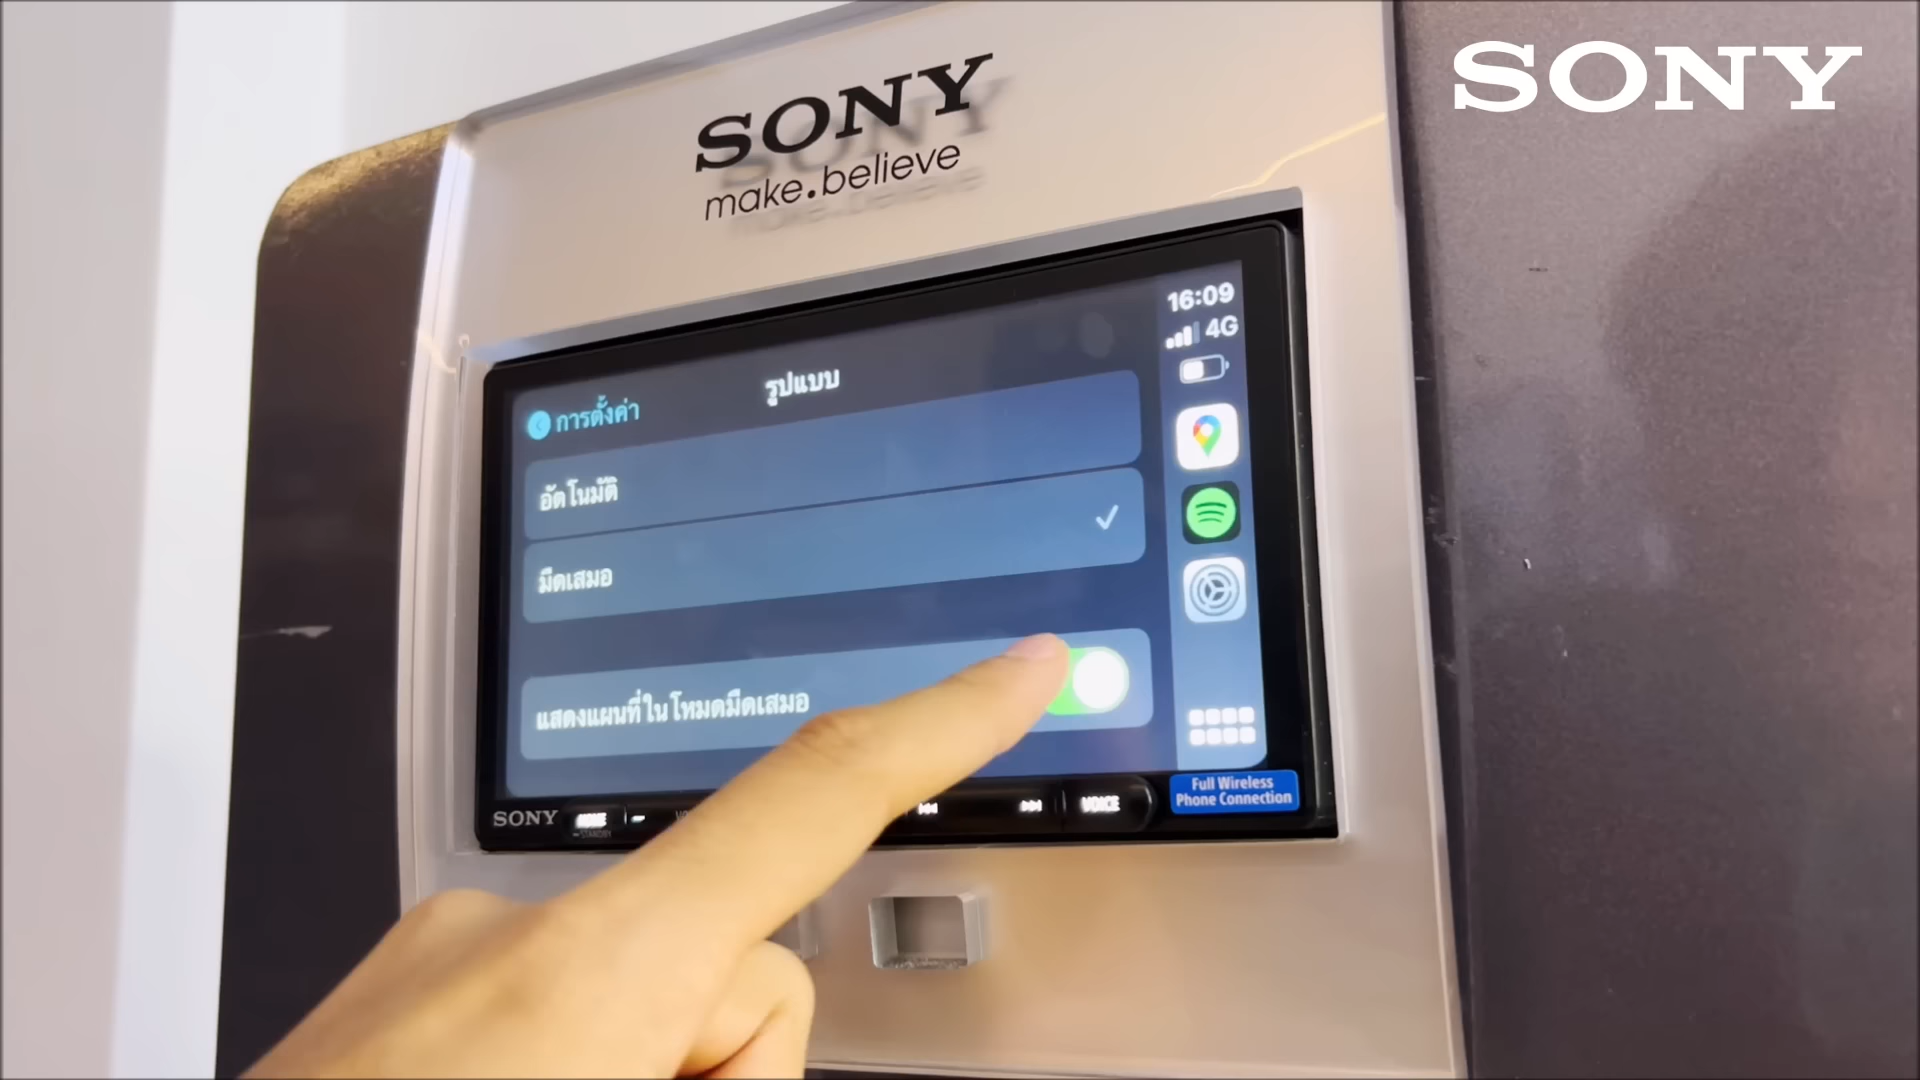 SONY
SONY
make.believe
16:09
4G
รูปแบบ
การตั้งค่า
อัตโนมัติ
มืดเสมอ
แสดงแผนที่ในโหมดมืดเสมอ
SONY
HOME
STANDBY
VOICE
Full Wireless
Phone Connection